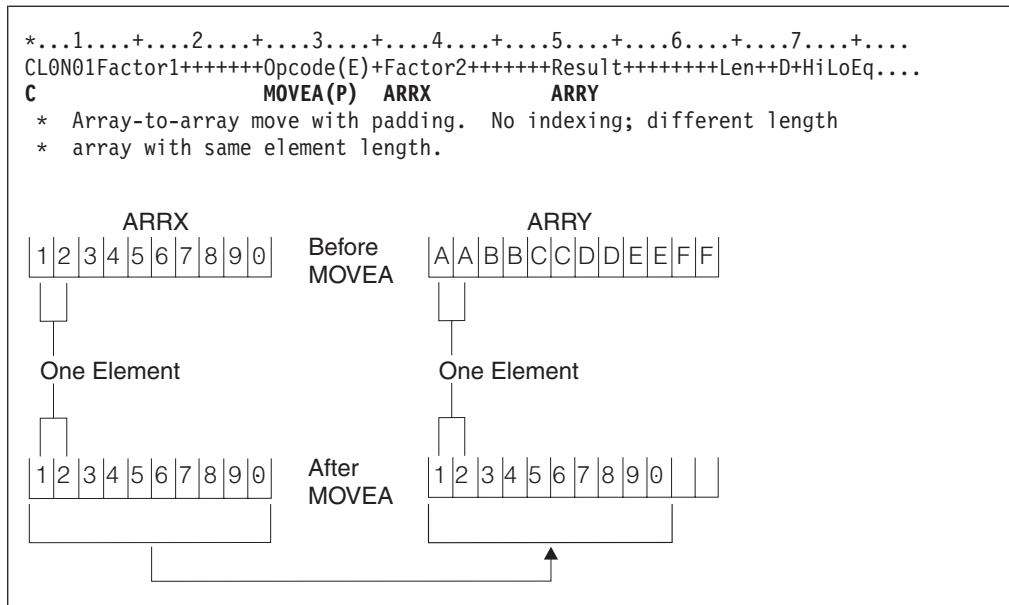 *...1....+....2....+....3....+....4....+....5....+....6....+....7....+....
CL0N01Factor1+++++++Opcode(E)+Factor2+++++++Result++++++++Len++D+HiLoEq....
C                   MOVEA(P)  ARRX          ARRY
 *  Array-to-array move with padding.  No indexing; different length
 *  array with same element length.
ARRX ARRY
1 2 3 4 5 6 7 8 9 0 Before A A B B C C D D E E F F
MOVEA
One Element One Element
1 2 3 4 5 6 7 8 9 0 After 1 2 3 4 5 6 7 8 9 0
MOVEA